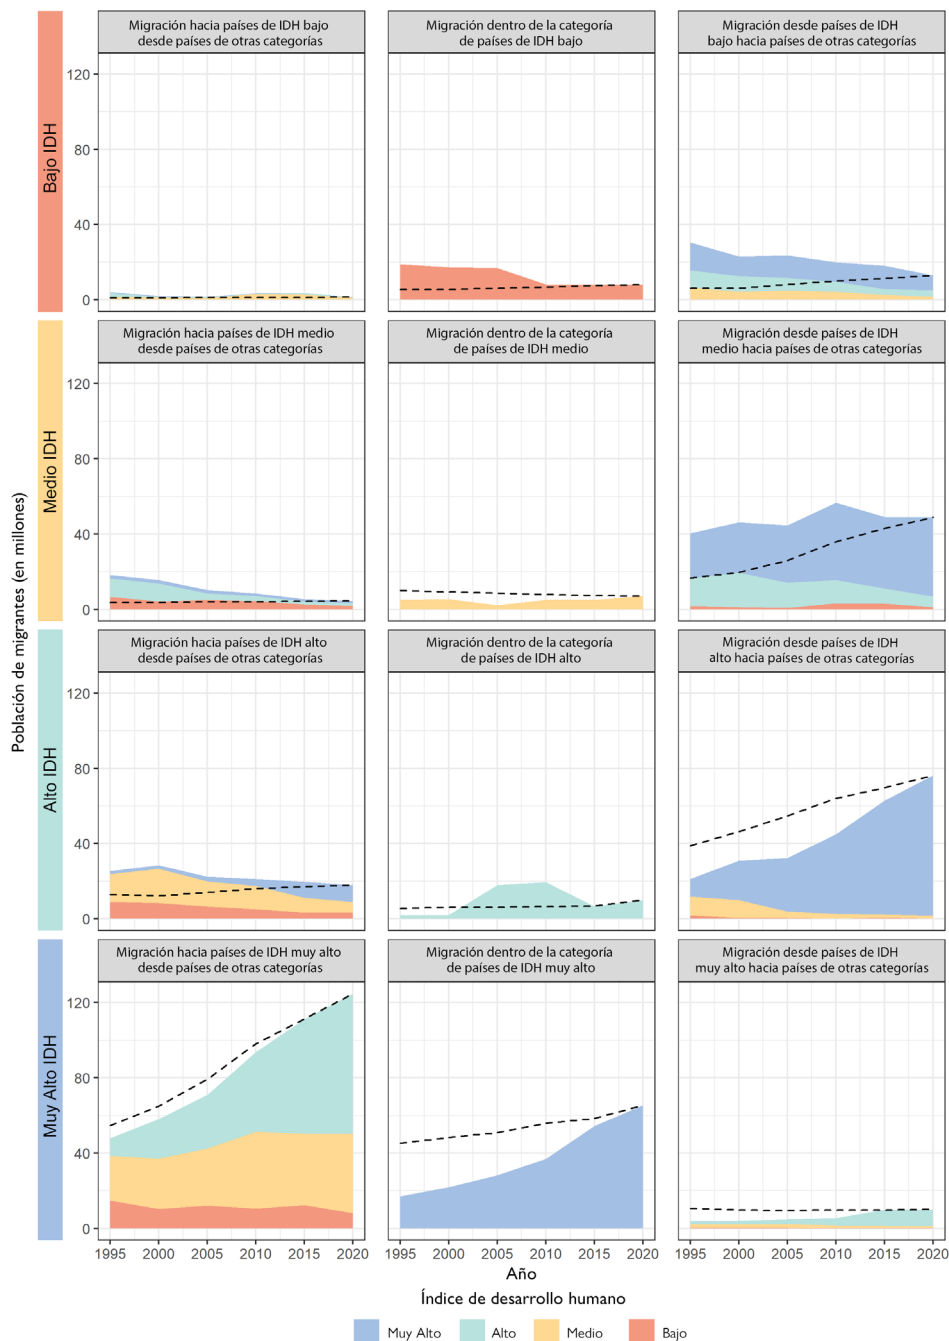 Migración hacia países de IDH bajo
desde países de otras categorías
Migración dentro de la categoría
de países de IDH bajo
Migración desde países de IDH
bajo hacia países de otras categorías
Bajo IDH
120
80
40
0
Migración hacia países de IDH medio
desde países de otras categorías
Migración dentro de la categoría
de países de IDH medio
Migración desde países de IDH
medio hacia países de otras categorías
Medio IDH
120
80
40
0
Población de migrantes (en millones)
Migración hacia países de IDH alto
desde países de otras categorías
Migración dentro de la categoría
de países de IDH alto
Migración desde países de IDH
alto hacia países de otras categorías
Alto IDH
120
80
40
0
Migración hacia países de IDH muy alto
desde países de otras categorías
Migración dentro de la categoría
de países de IDH muy alto
Migración desde países de IDH
muy alto hacia países de otras categorías
Muy Alto IDH
120
80
40
0
1995 2000 2005 2010 2015 2020
1995 2000 2005 2010 2015 2020
1995 2000 2005 2010 2015 2020
Año
Índice de desarrollo humano
Muy Alto Alto Medio Bajo